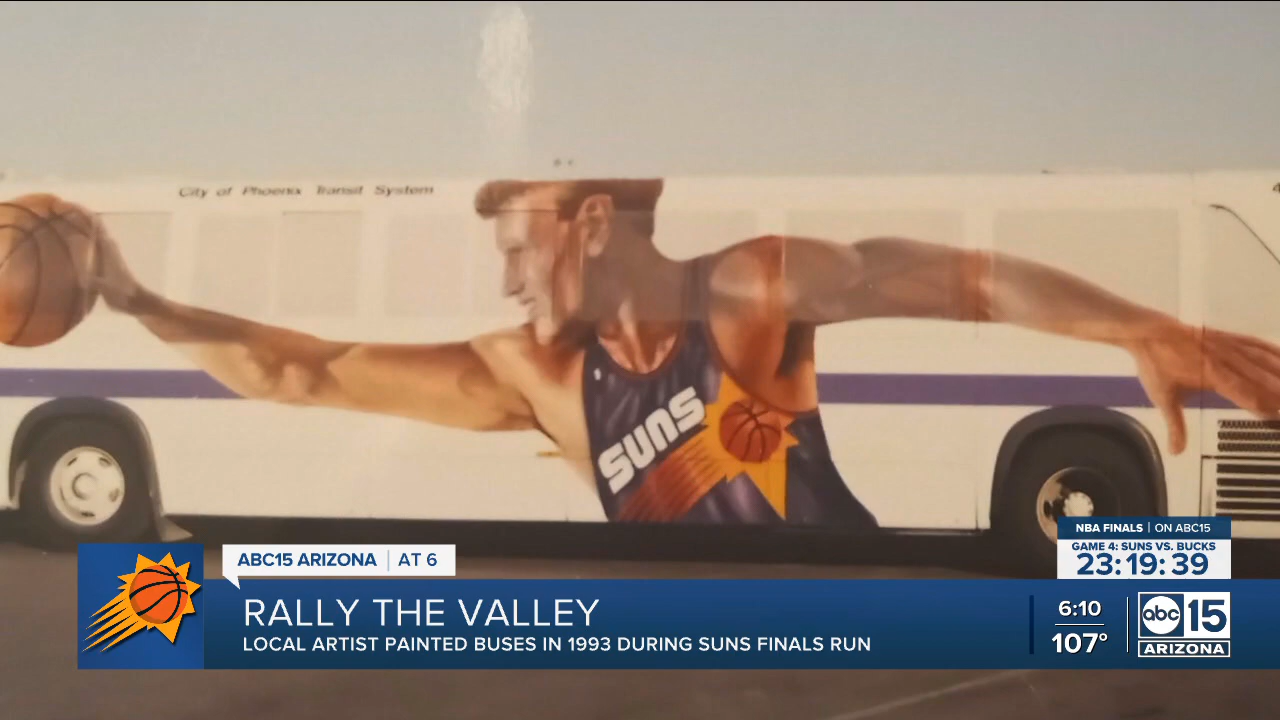 City of Phoenix Transit System
4
SUNS
NBA FINALS | ON ABC15
GAME 4: SUNS VS. BUCKS
23:19:39
ABC15 ARIZONA | AT 6
RALLY THE VALLEY
LOCAL ARTIST PAINTED BUSES IN 1993 DURING SUNS FINALS RUN
6:10
107°
abc 15
ARIZONA